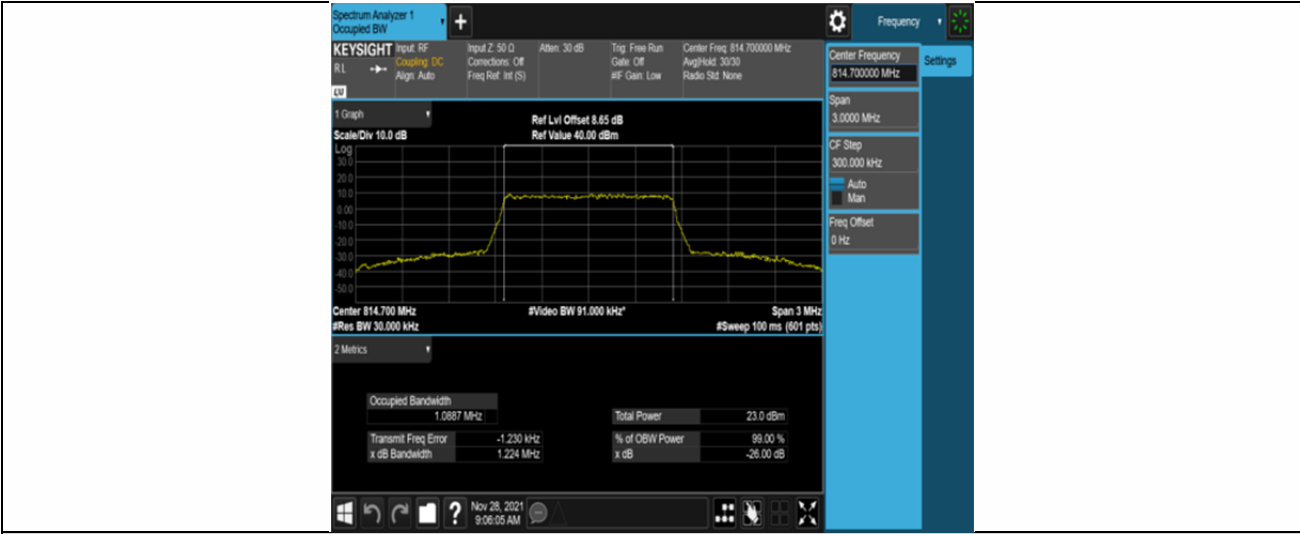 Spectrum Analyzer 1
Occupied BW
+
Frequency
KEYSIGHT
RL
LXI
Input: RF
Coupling: DC
Align: Auto
Input Z: 50 Ω
Corrections: Off
Freq Ref: Int (S)
Atten: 30 dB
Trig: Free Run
Gate: Off
#IF Gain: Low
Center Freq: 814.700000 MHz
Avg|Hold: 30/30
Radio Std: None
Center Frequency
814.700000 MHz
Settings
Span
3.0000 MHz
CF Step
300.000 kHz
Auto
Man
Freq Offset
0 Hz
1 Graph
Scale/Div 10.0 dB
Ref Lvl Offset 8.65 dB
Ref Value 40.00 dBm
Log
30.0
20.0
10.0
0.00
-10.0
-20.0
-30.0
-40.0
-50.0
Center 814.700 MHz
#Video BW 91.000 kHz*
Span 3 MHz
#Res BW 30.000 kHz
#Sweep 100 ms (601 pts)
2 Metrics
Occupied Bandwidth
1.0887 MHz
Total Power 23.0 dBm
Transmit Freq Error -1.230 kHz
% of OBW Power 99.00 %
x dB Bandwidth 1.224 MHz
x dB -26.00 dB
?
Nov 28, 2021
9:06:05 AM